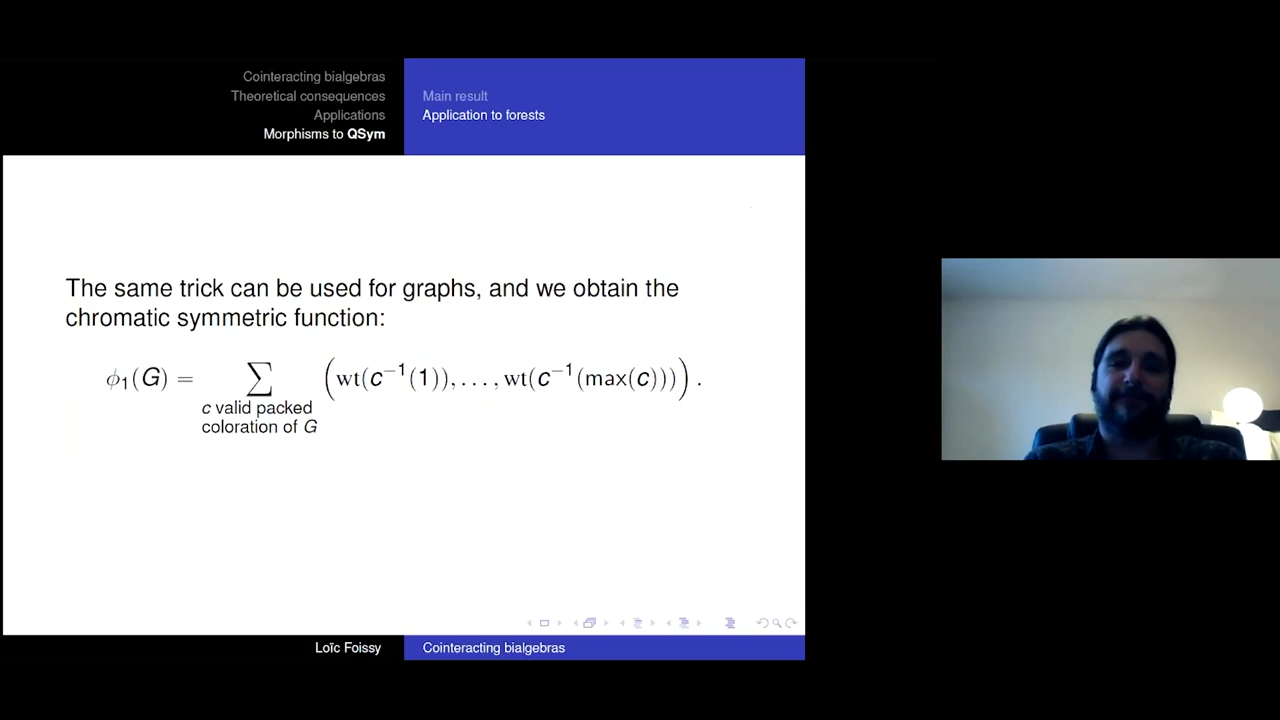 Cointeracting bialgebras
Theoretical consequences
Applications
Morphisms to QSym
Main result
Application to forests
The same trick can be used for graphs, and we obtain the
chromatic symmetric function:
ϕ₁(G) = ∑ (wt(c⁻¹(1)), . . . , wt(c⁻¹(max(c)))) .
c valid packed
coloration of G
Loïc Foissy
Cointeracting bialgebras